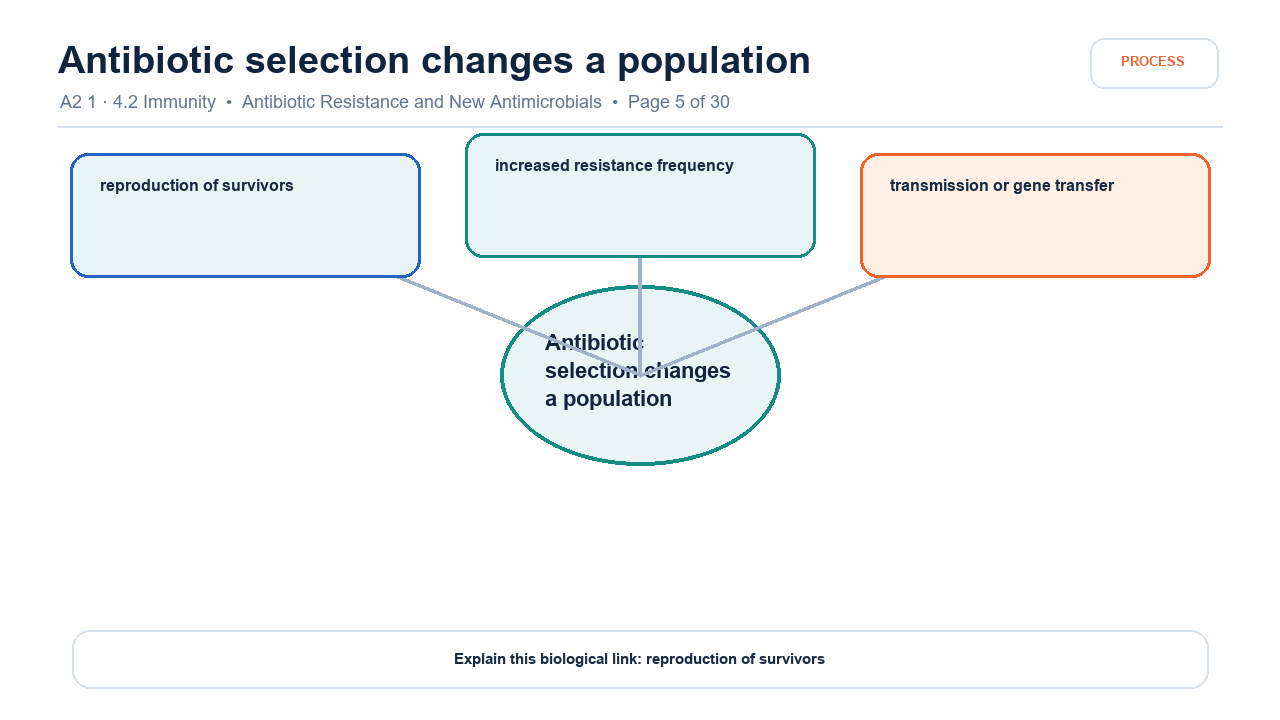 Antibiotic selection changes a population
PROCESS
A2 1 · 4.2 Immunity • Antibiotic Resistance and New Antimicrobials • Page 5 of 30
reproduction of survivors
increased resistance frequency
transmission or gene transfer
Antibiotic
selection changes
a population
Explain this biological link: reproduction of survivors